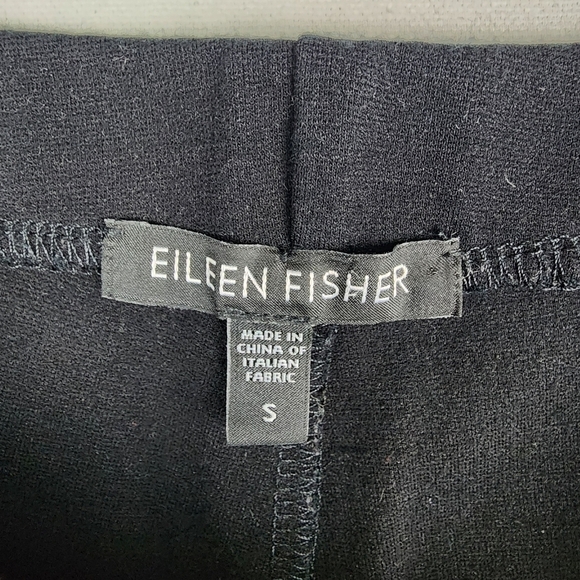 EILEEN FISHER
MADE IN
CHINA OF
ITALIAN
FABRIC
S